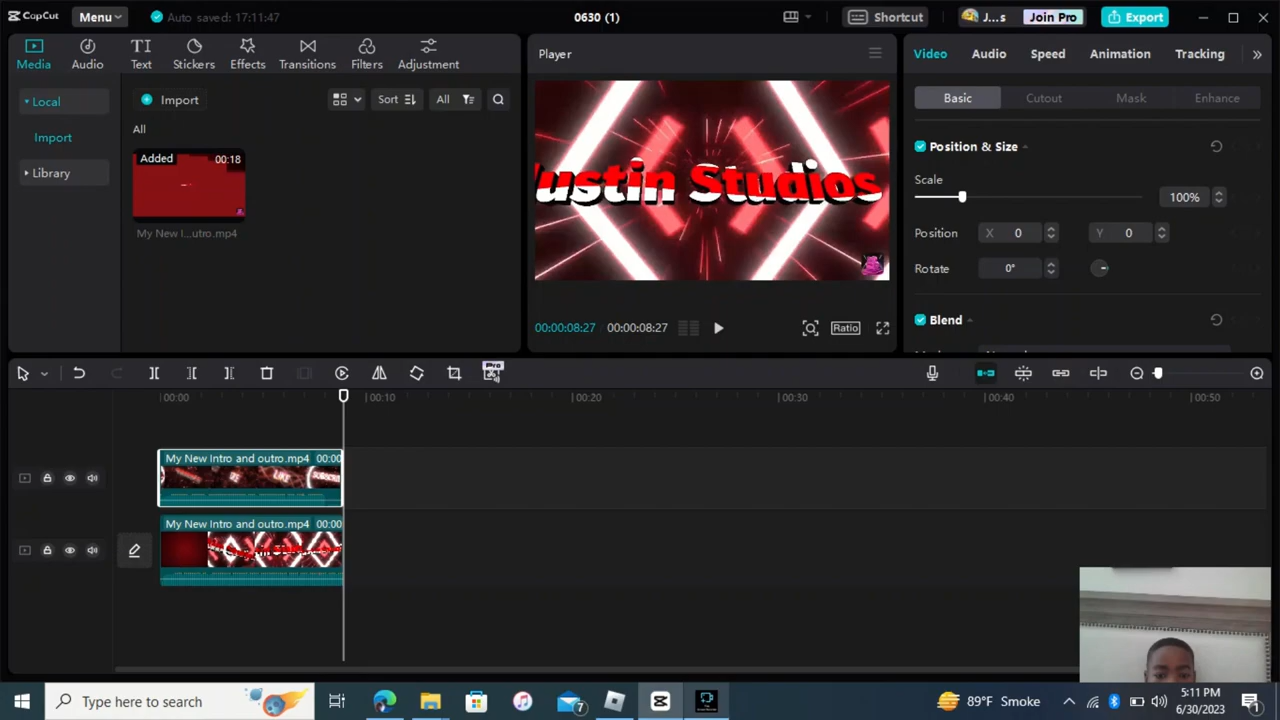 CapCut
Menu
Auto saved: 17:11:47
0630 (1)
Shortcut
J...s
Join Pro
Export
Media
Audio
Text
Stickers
Effects
Transitions
Filters
Adjustment
Player
Video
Audio
Speed
Animation
Tracking
Local
Import
Library
Import
Sort
All
All
Added
00:18
My New I...utro.mp4
ustin Studios
00:00:08:27
00:00:08:27
Ratio
Basic
Cutout
Mask
Enhance
Position & Size
Scale
100%
Position
X 0
Y 0
Rotate
0°
Blend
Pro
00:00
00:10
00:20
00:30
00:40
00:50
My New Intro and outro.mp4 00:00
My New Intro and outro.mp4 00:00
Type here to search
7
89°F Smoke
5:11 PM
6/30/2023
1